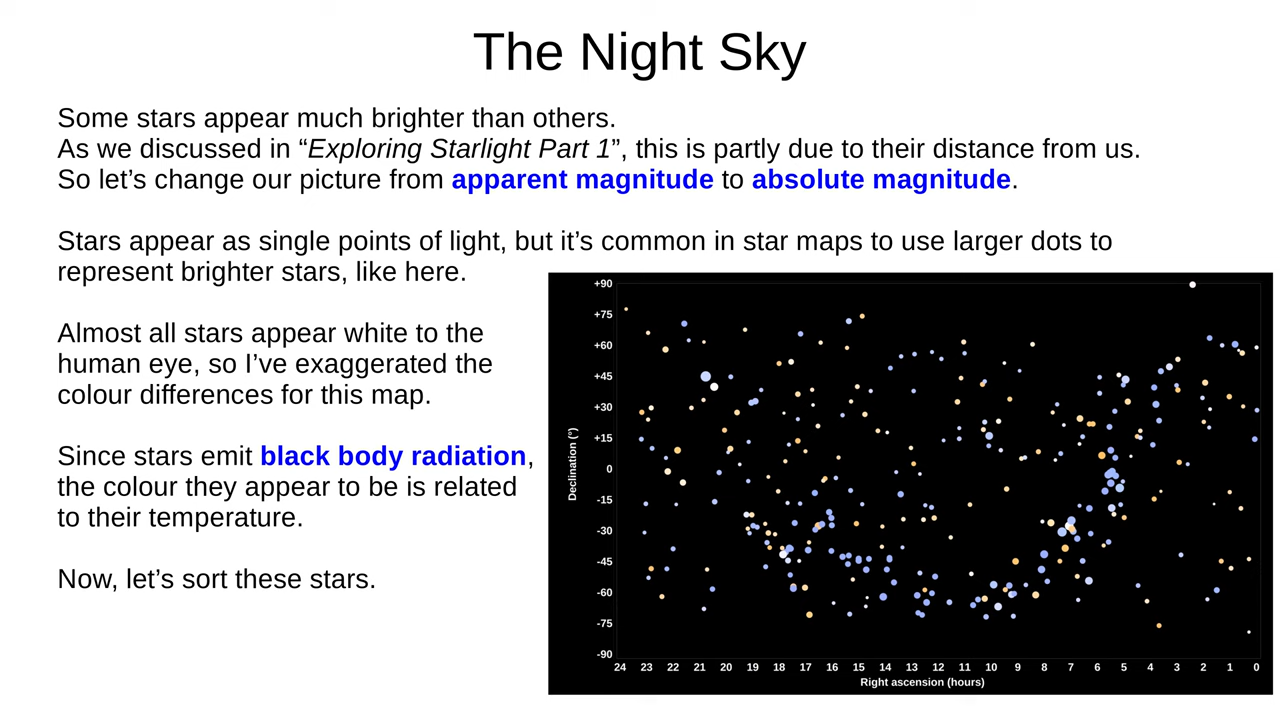 The Night Sky
Some stars appear much brighter than others.
As we discussed in “Exploring Starlight Part 1”, this is partly due to their distance from us.
So let’s change our picture from apparent magnitude to absolute magnitude.
Stars appear as single points of light, but it’s common in star maps to use larger dots to
represent brighter stars, like here.
Almost all stars appear white to the
human eye, so I’ve exaggerated the
colour differences for this map.
Since stars emit black body radiation,
the colour they appear to be is related
to their temperature.
Now, let’s sort these stars.
+90
+75
+60
+45
+30
+15
0
-15
-30
-45
-60
-75
-90
Declination (°)
24 23 22 21 20 19 18 17 16 15 14 13 12 11 10 9 8 7 6 5 4 3 2 1 0
Right ascension (hours)